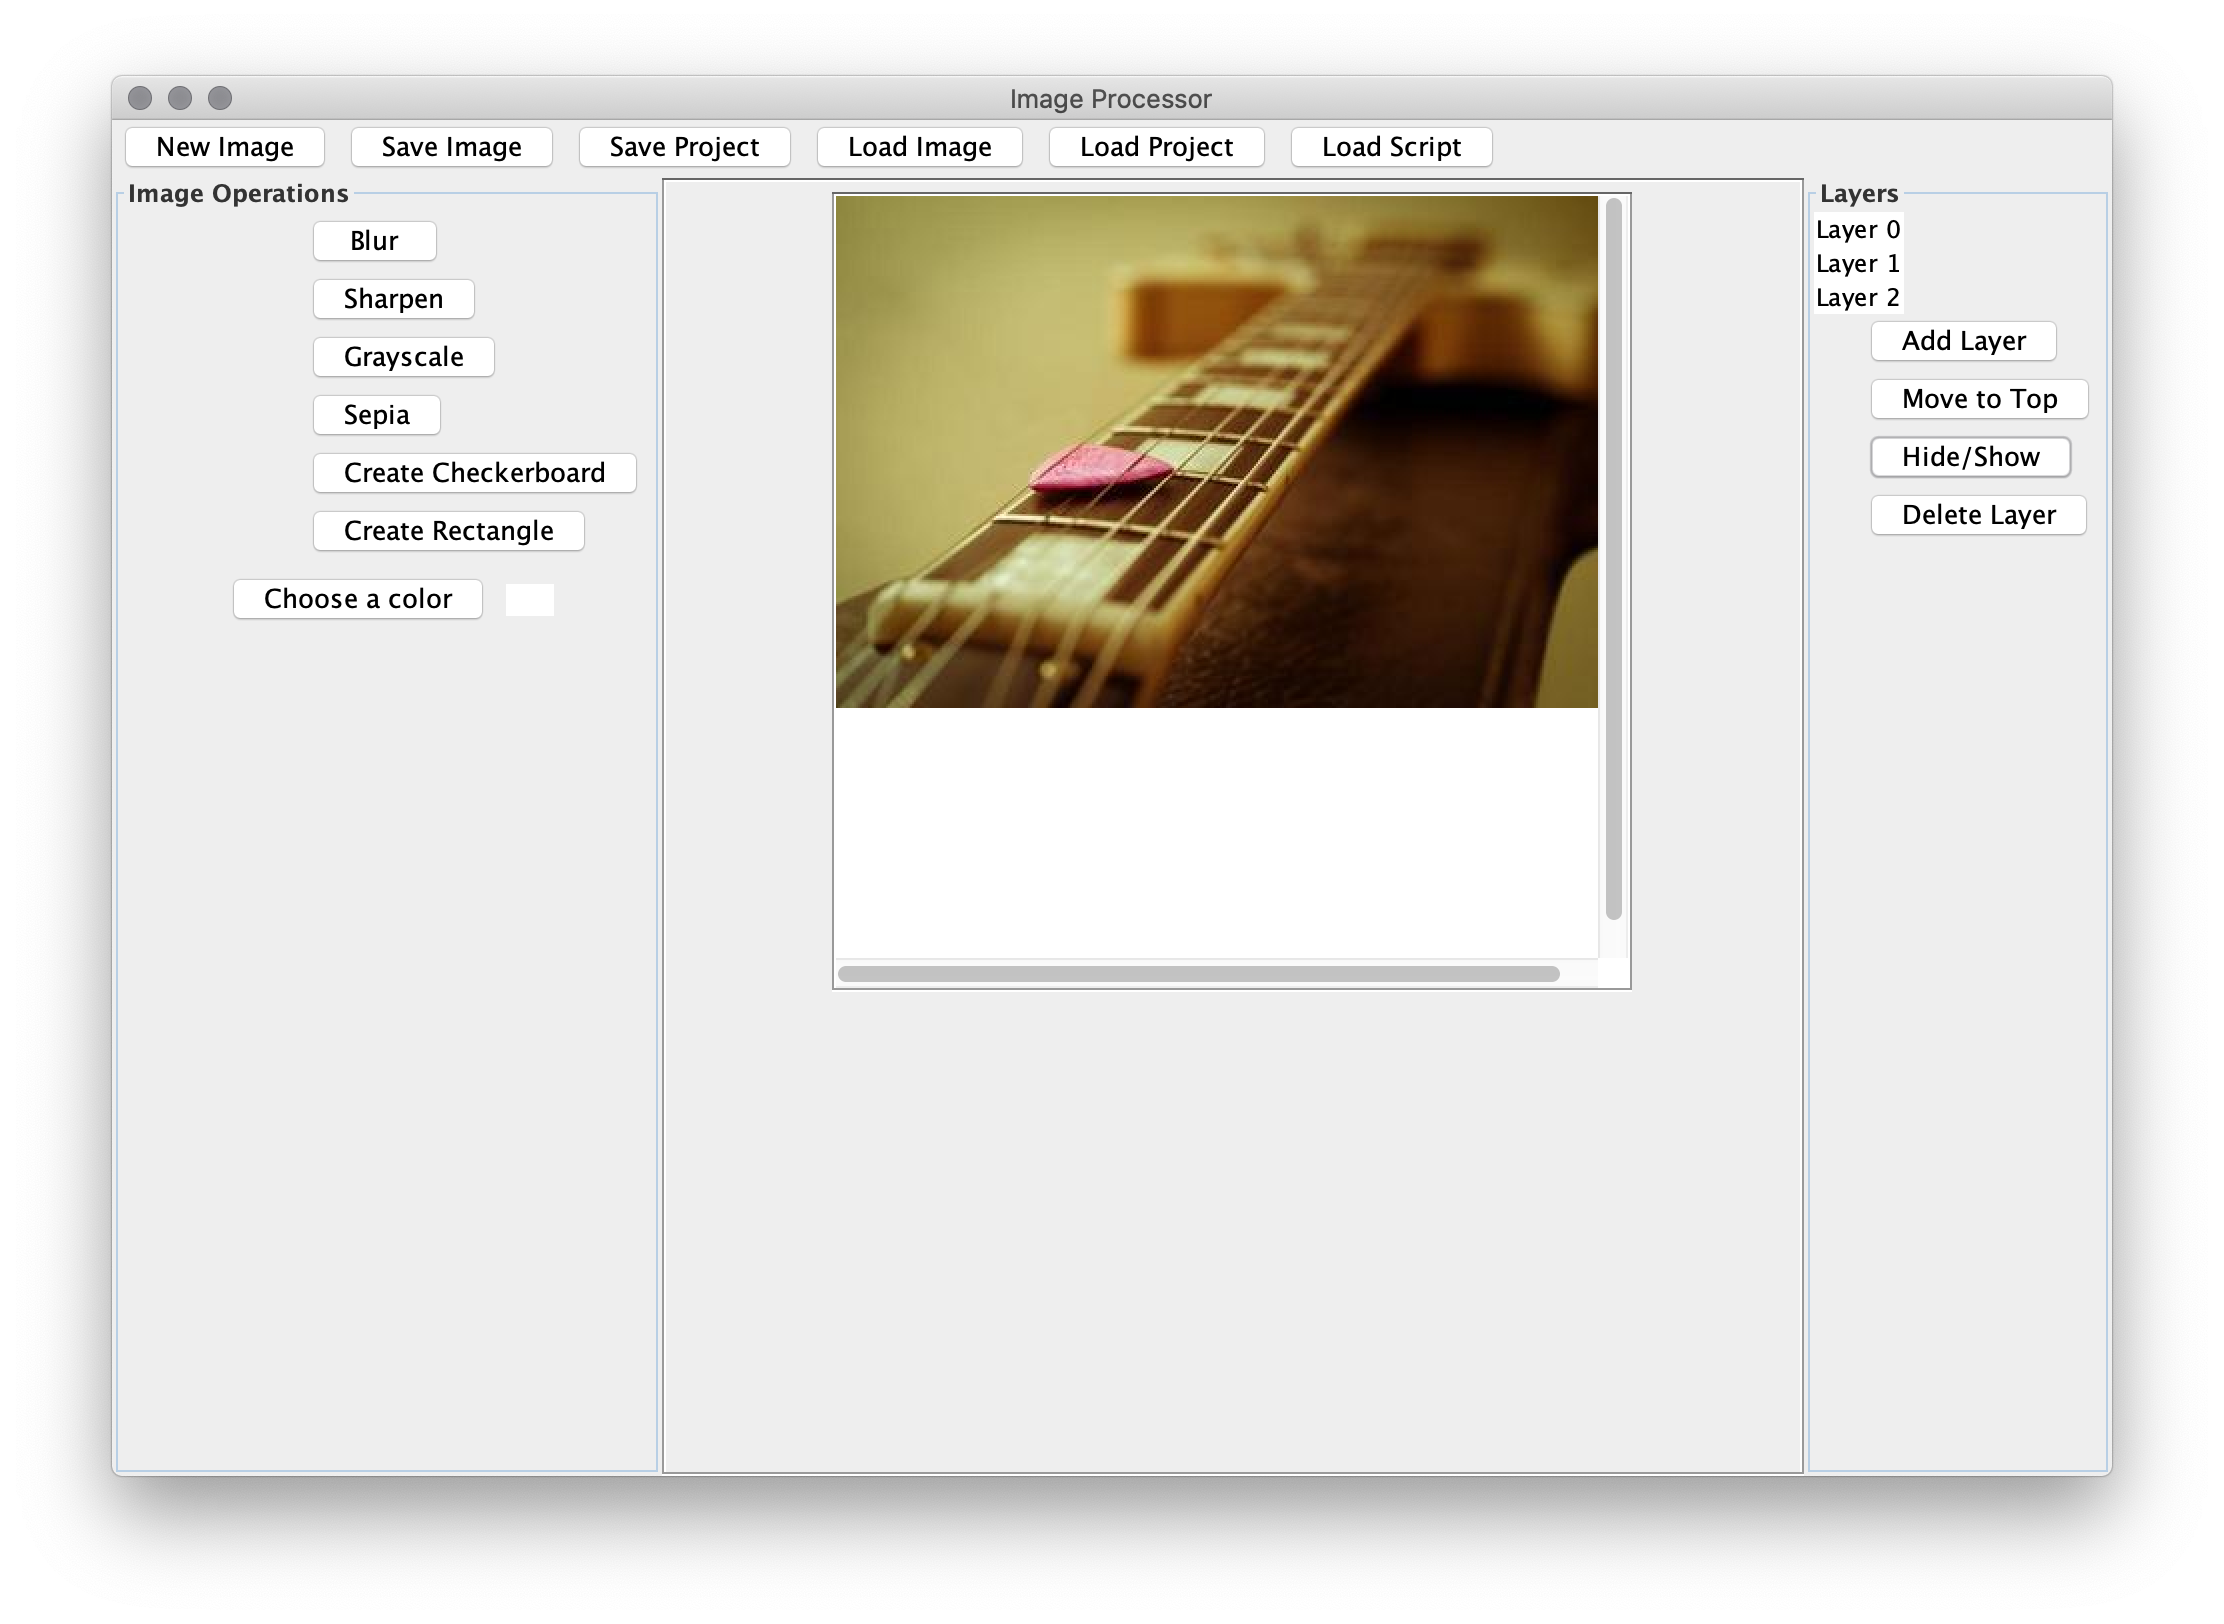 Image Processor
New Image Save Image Save Project Load Image Load Project Load Script
Image Operations
Blur
Sharpen
Grayscale
Sepia
Create Checkerboard
Create Rectangle
Choose a color
Layers
Layer 0
Layer 1
Layer 2
Add Layer
Move to Top
Hide/Show
Delete Layer